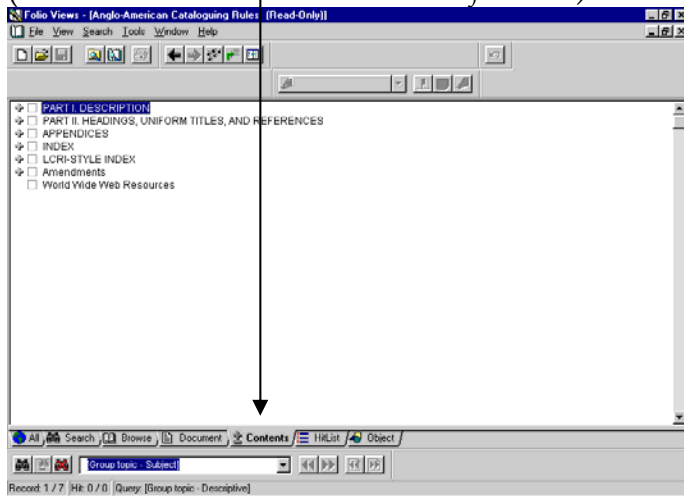 Folio Views - [Anglo-American Cataloguing Rules (Read-Only)]
File View Search Tools Window Help
PART I. DESCRIPTION
PART II. HEADINGS, UNIFORM TITLES, AND REFERENCES
APPENDICES
INDEX
LCRI-STYLE INDEX
Amendments
World Wide Web Resources
All Search Browse Document Contents HitList Object
[Group topic - Subject]
Record: 1 / 7 Hit: 0 / 0 Query: [Group topic - Descriptive]